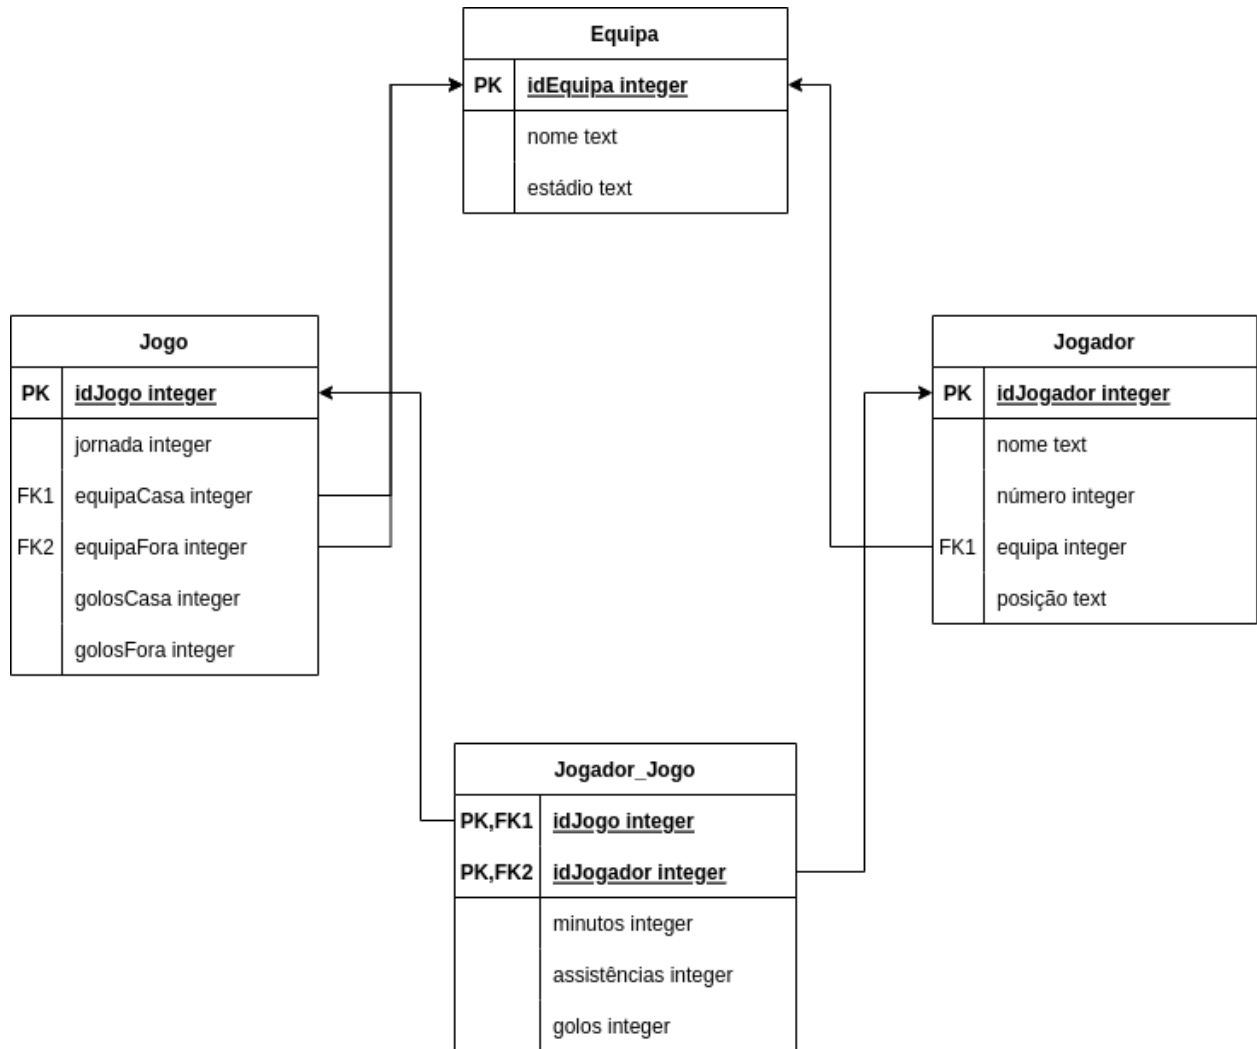 Equipa
PK idEquipa integer
nome text
estádio text
Jogo
PK idJogo integer
jornada integer
FK1 equipaCasa integer
FK2 equipaFora integer
golosCasa integer
golosFora integer
Jogador
PK idJogador integer
nome text
número integer
FK1 equipa integer
posição text
Jogador_Jogo
PK,FK1 idJogo integer
PK,FK2 idJogador integer
minutos integer
assistências integer
golos integer